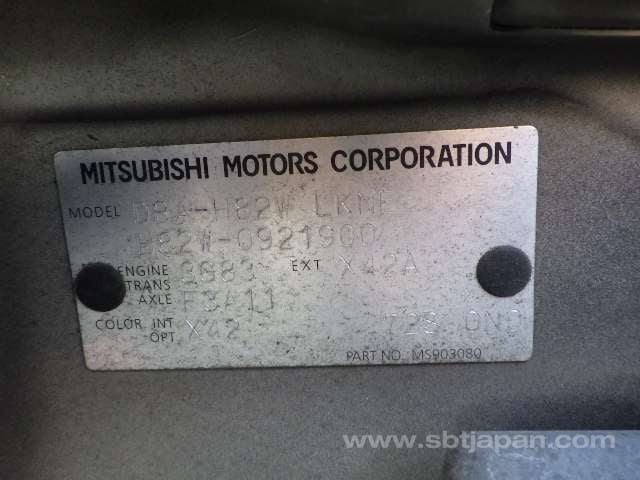 MITSUBISHI MOTORS CORPORATION
MODEL DBA-H82W LKNF
H82W-0921900
ENGINE 3G83 EXT X42A
TRANS AXLE F3A11
COLOR INT OPT X42
PART NO. MS903080
www.sbtjapan.com